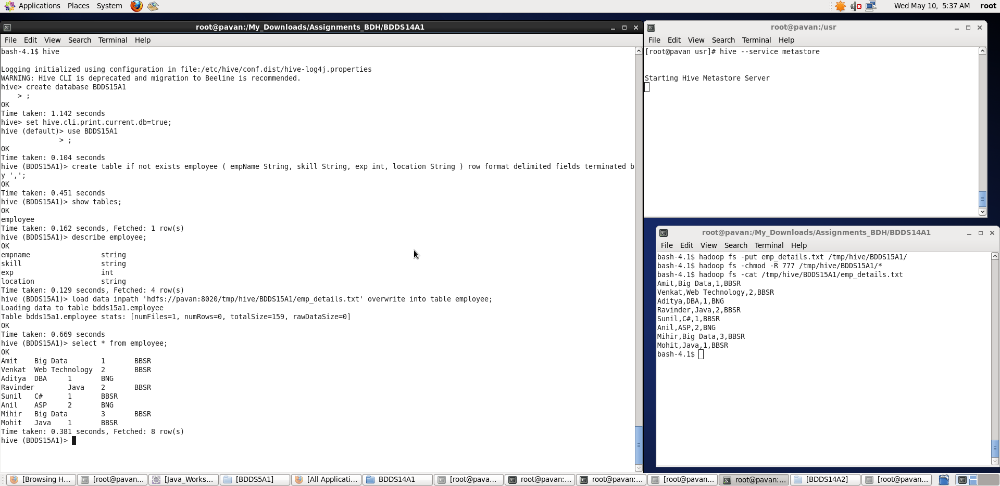 Applications Places System
Wed May 10, 5:37 AM root
root@pavan:/My_Downloads/Assignments_BDH/BDDS14A1
File Edit View Search Terminal Help
bash-4.1$ hive
Logging initialized using configuration in file:/etc/hive/conf.dist/hive-log4j.properties
WARNING: Hive CLI is deprecated and migration to Beeline is recommended.
hive> create database BDDS15A1
    > ;
OK
Time taken: 1.142 seconds
hive> set hive.cli.print.current.db=true;
hive (default)> use BDDS15A1
              > ;
OK
Time taken: 0.104 seconds
hive (BDDS15A1)> create table if not exists employee ( empName String, skill String, exp int, location String ) row format delimited fields terminated b
y ',';
OK
Time taken: 0.451 seconds
hive (BDDS15A1)> show tables;
OK
employee
Time taken: 0.162 seconds, Fetched: 1 row(s)
hive (BDDS15A1)> describe employee;
OK
empname                 string
skill                   string
exp                     int
location                string
Time taken: 0.129 seconds, Fetched: 4 row(s)
hive (BDDS15A1)> load data inpath 'hdfs://pavan:8020/tmp/hive/BDDS15A1/emp_details.txt' overwrite into table employee;
Loading data to table bdds15a1.employee
Table bdds15a1.employee stats: [numFiles=1, numRows=0, totalSize=159, rawDataSize=0]
OK
Time taken: 0.669 seconds
hive (BDDS15A1)> select * from employee;
OK
Amit    Big Data        1       BBSR
Venkat  Web Technology  2       BBSR
Aditya  DBA     1       BNG
Ravinder        Java    2       BBSR
Sunil   C#      1       BBSR
Anil    ASP     2       BNG
Mihir   Big Data        3       BBSR
Mohit   Java    1       BBSR
Time taken: 0.381 seconds, Fetched: 8 row(s)
hive (BDDS15A1)>
root@pavan:/usr
File Edit View Search Terminal Help
[root@pavan usr]# hive --service metastore
Starting Hive Metastore Server
root@pavan:/My_Downloads/Assignments_BDH/BDDS14A1
File Edit View Search Terminal Help
bash-4.1$ hadoop fs -put emp_details.txt /tmp/hive/BDDS15A1/
bash-4.1$ hadoop fs -chmod -R 777 /tmp/hive/BDDS15A1/*
bash-4.1$ hadoop fs -cat /tmp/hive/BDDS15A1/emp_details.txt
Amit,Big Data,1,BBSR
Venkat,Web Technology,2,BBSR
Aditya,DBA,1,BNG
Ravinder,Java,2,BBSR
Sunil,C#,1,BBSR
Anil,ASP,2,BNG
Mihir,Big Data,3,BBSR
Mohit,Java,1,BBSR
bash-4.1$
[Browsing H... [root@pavan... [Java_Works... [BDDS5A1] [All Applicati... BDDS14A1 [root@pava... root@pavan:... root@pavan:... [root@pavan... root@pavan:... [BDDS14A2] [root@pavan...